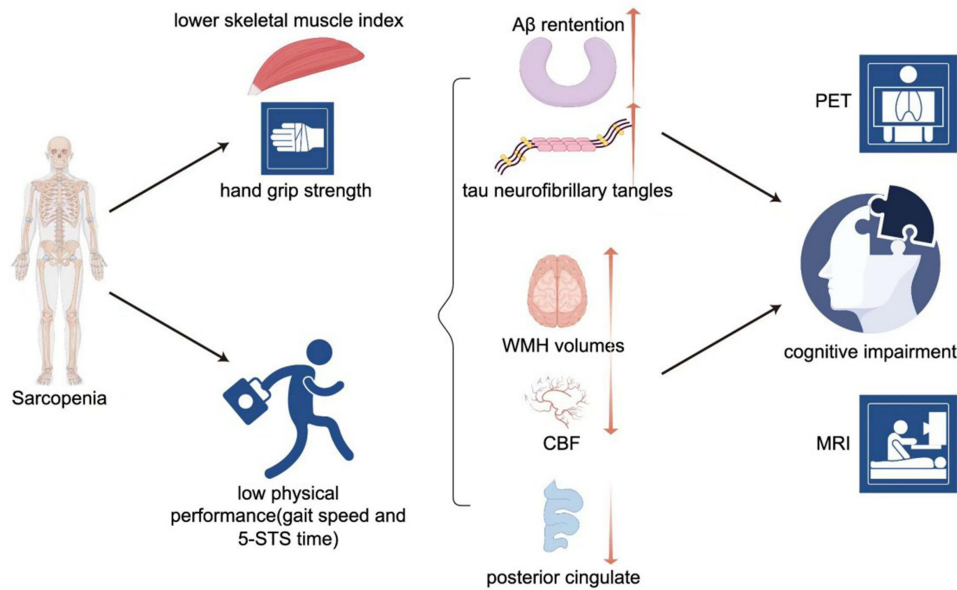 lower skeletal muscle index
hand grip strength
Sarcopenia
low physical
performance(gait speed and
5-STS time)
Aβ rentention
tau neurofibrillary tangles
WMH volumes
CBF
posterior cingulate
PET
cognitive impairment
MRI